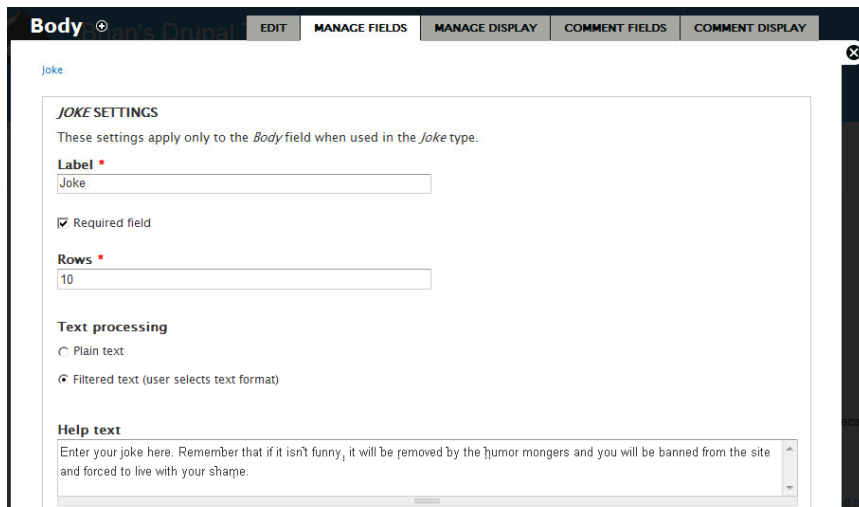 Body
Brian's Drupal
EDIT
MANAGE FIELDS
MANAGE DISPLAY
COMMENT FIELDS
COMMENT DISPLAY
Joke
JOKE SETTINGS
These settings apply only to the Body field when used in the Joke type.
Label *
Joke
Required field
Rows *
10
Text processing
Plain text
Filtered text (user selects text format)
Help text
Enter your joke here. Remember that if it isn't funny, it will be removed by the humor mongers and you will be banned from the site
and forced to live with your shame.